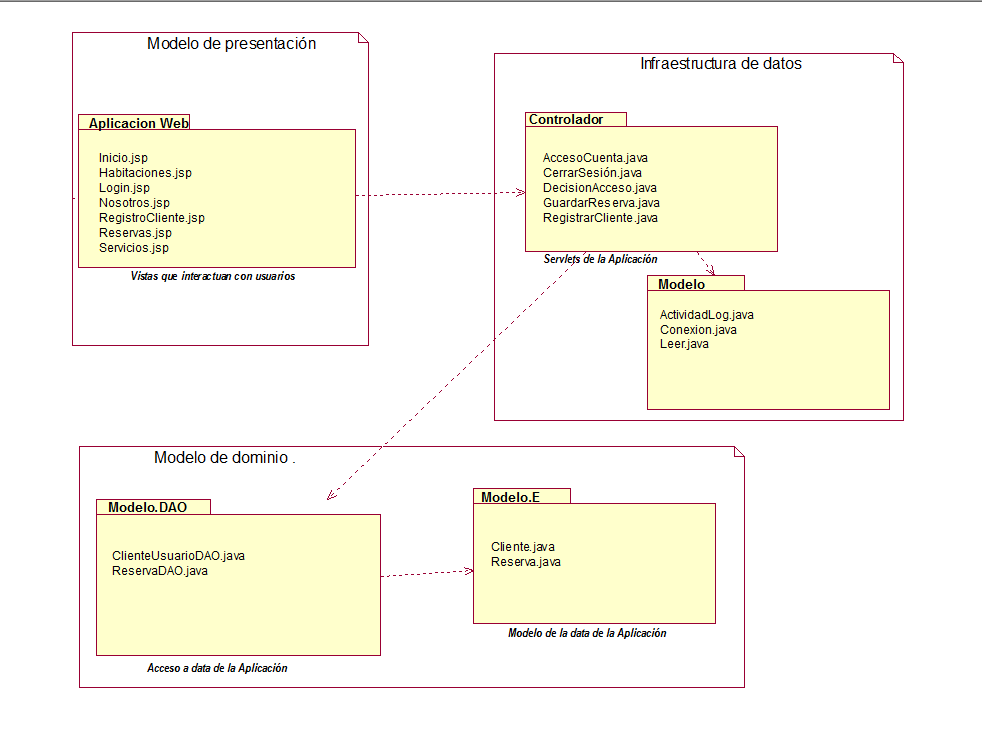 Modelo de presentación
Aplicacion Web
Inicio.jsp
Habitaciones.jsp
Login.jsp
Nosotros.jsp
RegistroCliente.jsp
Reservas.jsp
Servicios.jsp
Vistas que interactuan con usuarios
Infraestructura de datos
Controlador
AccesoCuenta.java
CerrarSesión.java
DecisionAcceso.java
GuardarReserva.java
RegistrarCliente.java
Servlets de la Aplicación
Modelo
ActividadLog.java
Conexion.java
Leer.java
Modelo de dominio .
Modelo.DAO
ClienteUsuarioDAO.java
ReservaDAO.java
Acceso a data de la Aplicación
Modelo.E
Cliente.java
Reserva.java
Modelo de la data de la Aplicación